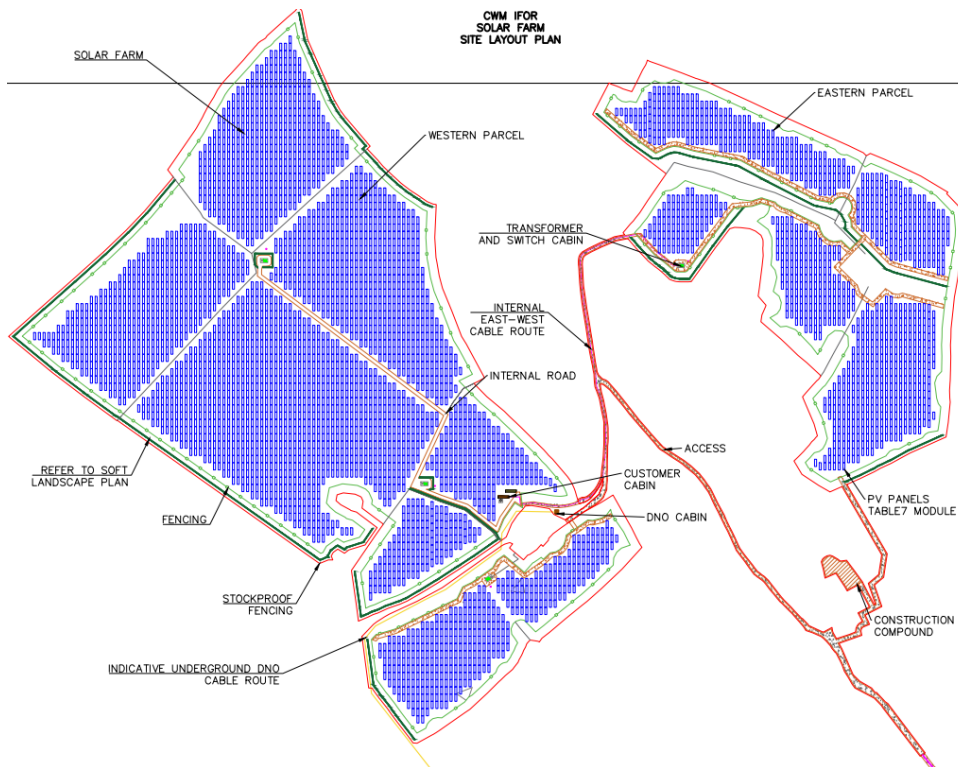 CWM IFOR
SOLAR FARM
SITE LAYOUT PLAN
SOLAR FARM
EASTERN PARCEL
WESTERN PARCEL
TRANSFORMER
AND SWITCH CABIN
INTERNAL
EAST-WEST
CABLE ROUTE
INTERNAL ROAD
ACCESS
REFER TO SOFT
LANDSCAPE PLAN
CUSTOMER
CABIN
PV PANELS
TABLE7 MODULE
FENCING
DNO CABIN
STOCKPROOF
FENCING
CONSTRUCTION
COMPOUND
INDICATIVE UNDERGROUND DNO
CABLE ROUTE